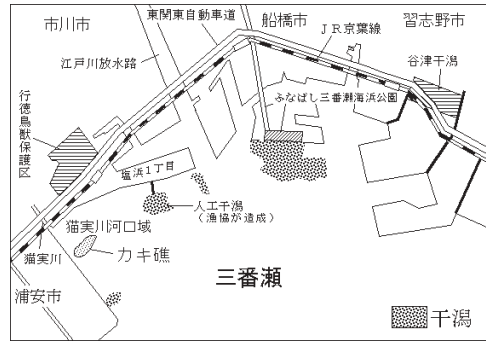 市川市
東関東自動車道
船橋市
習志野市
JR京葉線
江戸川放水路
谷津干潟
行徳鳥獣保護区
ふなばし三番瀬海浜公園
塩浜1丁目
人工干潟
(漁協が造成)
猫実川河口域
猫実川
カキ礁
三番瀬
浦安市
干潟